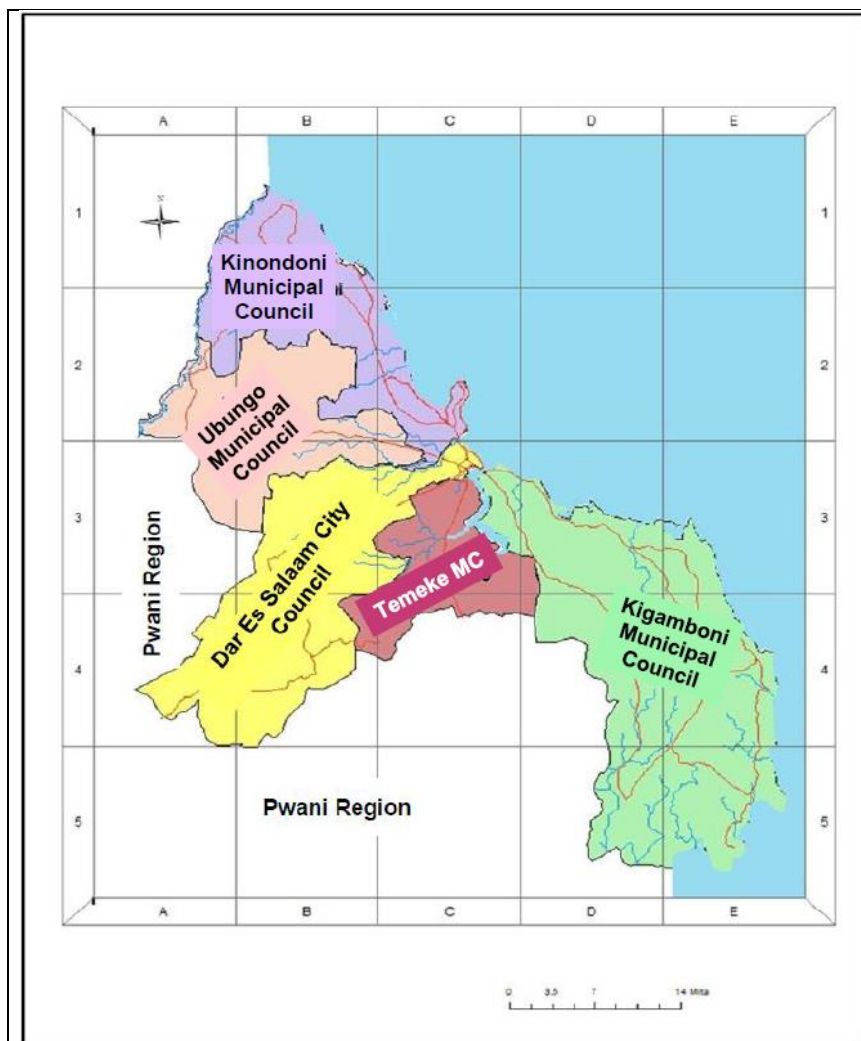 A B C D E
1 1
Kinondoni
Municipal
Council
2 2
Ubungo
Municipal
Council
3 3
Pwani Region
Dar Es Salaam City
Council
Temeke MC
Kigamboni
Municipal
Council
4 4
Pwani Region
5 5
A B C D E
0 3.5 7 14 Miles